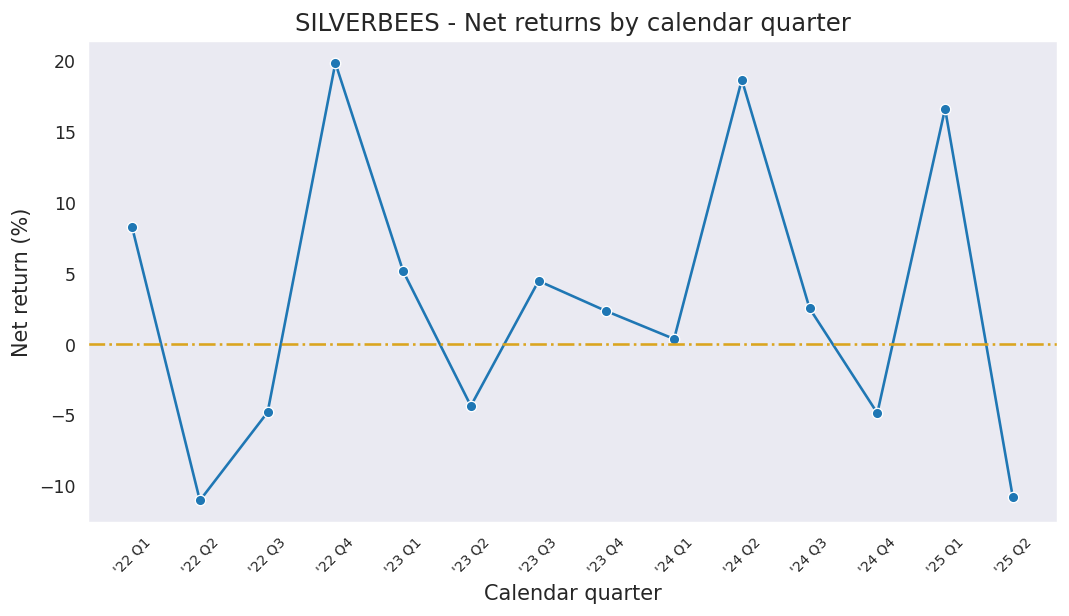 SILVERBEES - Net returns by calendar quarter
Net return (%)
20
15
10
5
0
−5
−10
'22 Q1
'22 Q2
'22 Q3
'22 Q4
'23 Q1
'23 Q2
'23 Q3
'23 Q4
'24 Q1
'24 Q2
'24 Q3
'24 Q4
'25 Q1
'25 Q2
Calendar quarter